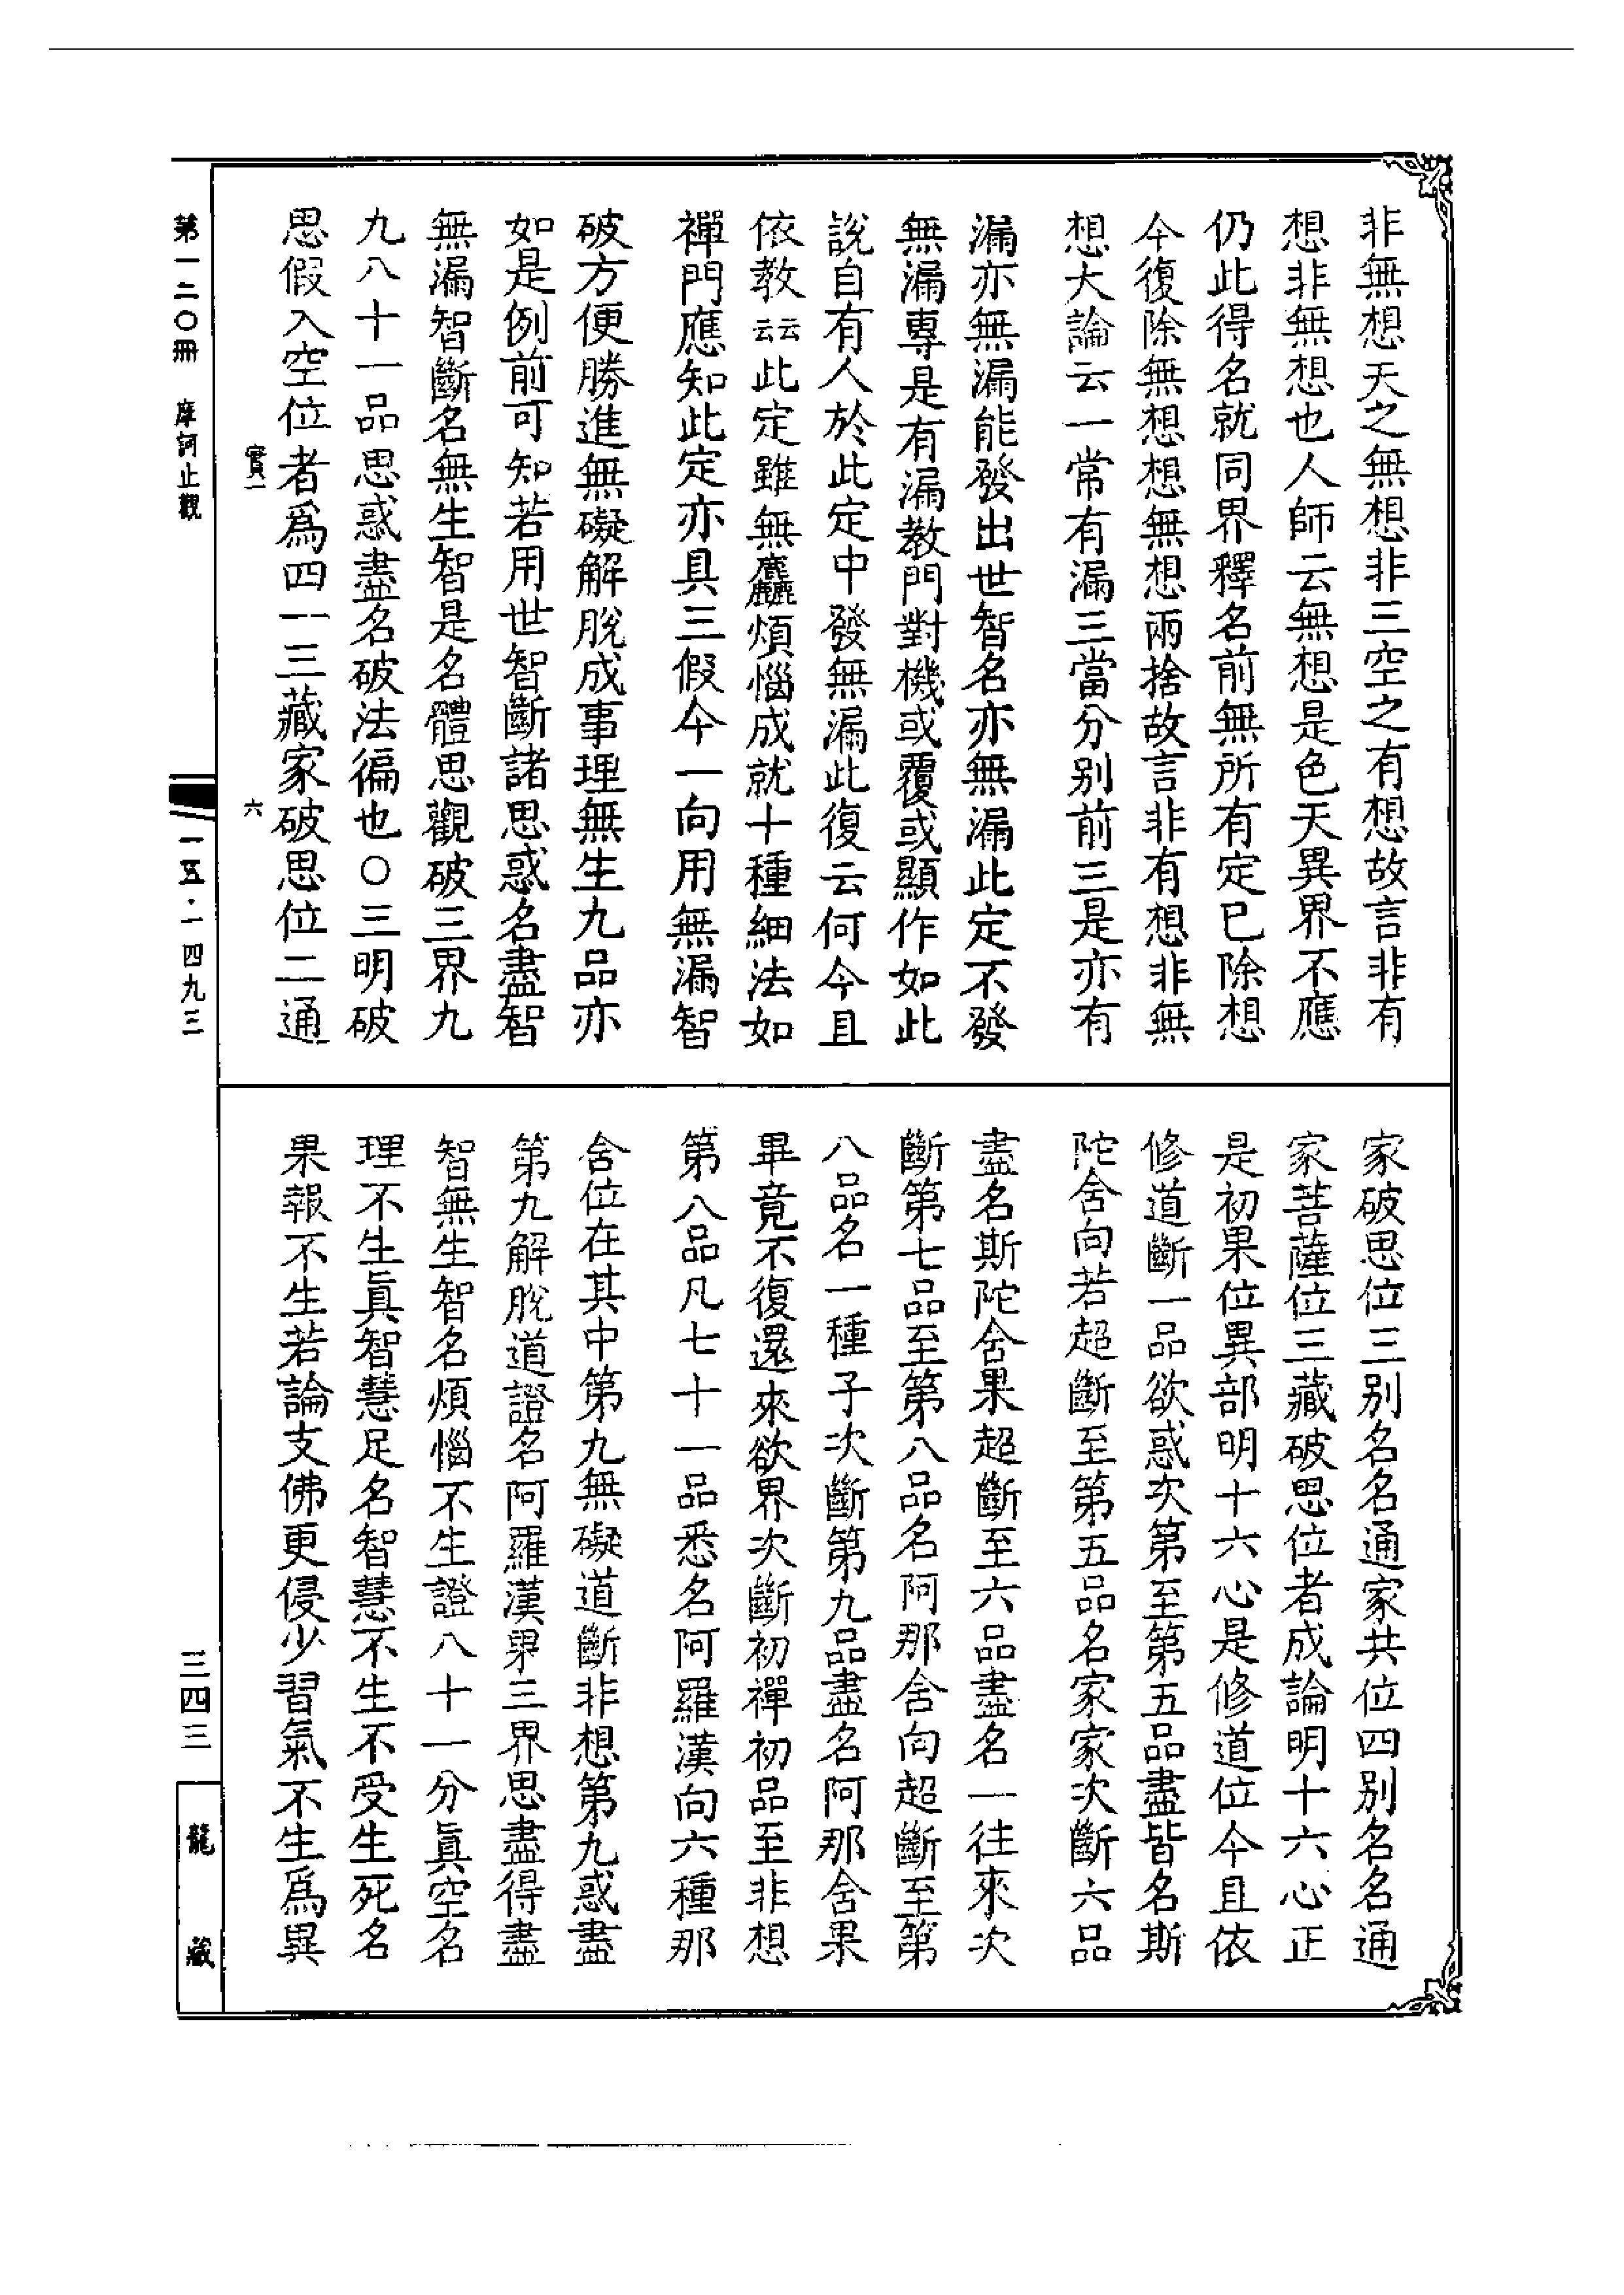 非無想天之無想非三空之有想故言非有
想非無想也人師云無想是色天異界不應
仍此得名就同界釋名前無所有定已除想
今復除無想想無想兩捨故言非有想非無
想大論云一常有漏三當分别前三是亦有
漏亦無漏能發出世智名亦無漏此定不發
無漏專是有漏教門對機或覆或顯作如此
說自有人於此定中發無漏此復云何今且
依教云云此定雖無麤煩惱成就十種細法如
禪門應知此定亦具三假今一向用無漏智
破方便勝進無礙解脫成事理無生九品亦
如是例前可知若用世智斷諸思惑名盡智
無漏智斷名無生智是名體思觀破三界九
九八十一品思惑盡名破法徧也○三明破
思假入空位者爲四一三藏家破思位二通
實一
六
家破思位三别名名通家共位四别名名通
家菩薩位三藏破思位者成論明十六心正
是初果位異部明十六心是修道位今且依
修道斷一品欲惑次第至第五品盡皆名斯
陀含向若超斷至第五品名家家次斷六品
盡名斯陀含果超斷至六品盡名一往來次
斷第七品至第八品名阿那含向超斷至第
八品名一種子次斷第九品盡名阿那含果
畢竟不復還來欲界次斷初禪初品至非想
第八品凡七十一品悉名阿羅漢向六種那
含位在其中第九無礙道斷非想第九惑盡
第九解脫道證名阿羅漢果三界思盡得盡
智無生智名煩惱不生證八十一分眞空名
理不生眞智慧足名智慧不生不受生死名
果報不生若論支佛更侵少習氣不生爲異
第一二〇冊 摩訶止觀
一五·一四九三
三四三
龍藏